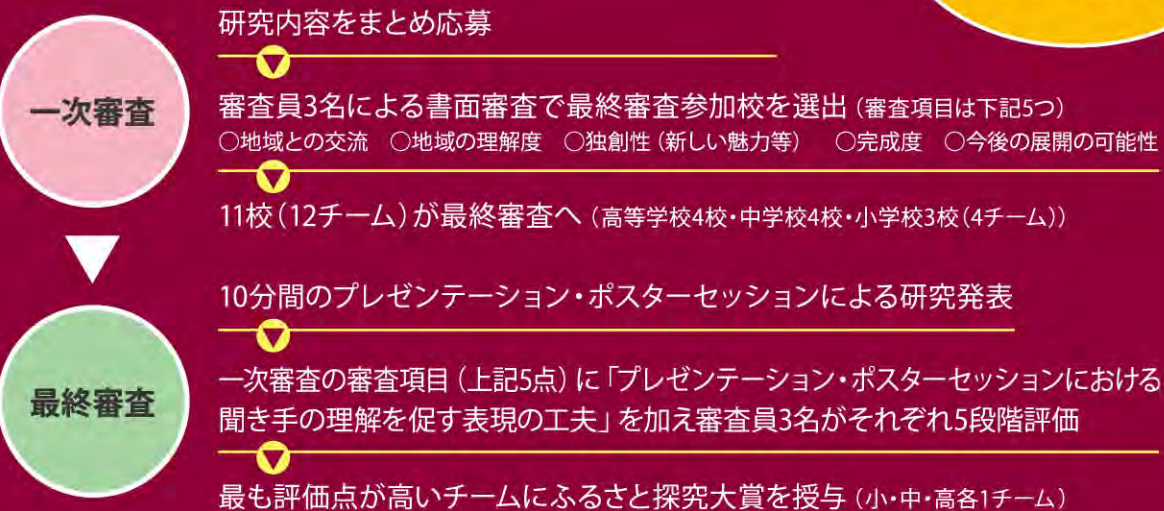 一次審査
研究内容をまとめ応募
審査員3名による書面審査で最終審査参加校を選出（審査項目は下記5つ）
○地域との交流　○地域の理解度　○独創性（新しい魅力等）　○完成度　○今後の展開の可能性
11校（12チーム）が最終審査へ（高等学校4校・中学校4校・小学校3校（4チーム））
最終審査
10分間のプレゼンテーション・ポスターセッションによる研究発表
一次審査の審査項目（上記5点）に「プレゼンテーション・ポスターセッションにおける
聞き手の理解を促す表現の工夫」を加え審査員3名がそれぞれ5段階評価
最も評価点が高いチームにふるさと探究大賞を授与（小・中・高各1チーム）